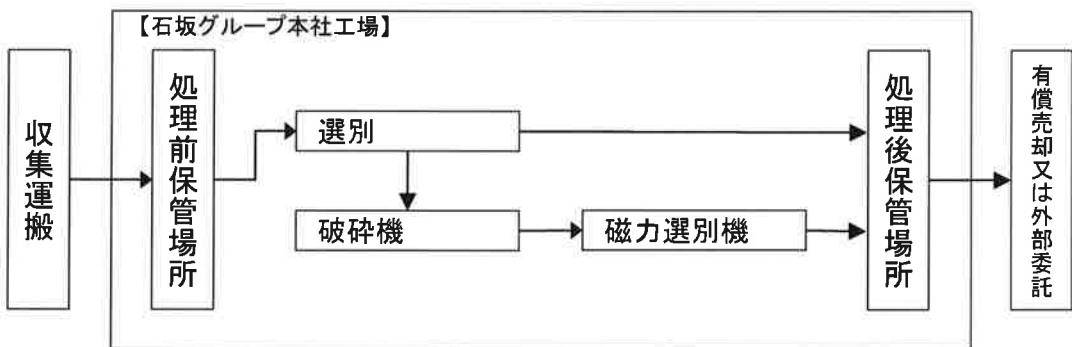 【石坂グループ本社工場】
収集運搬
処理前保管場所
選別
破砕機
磁力選別機
処理後保管場所
有償売却又は外部委託